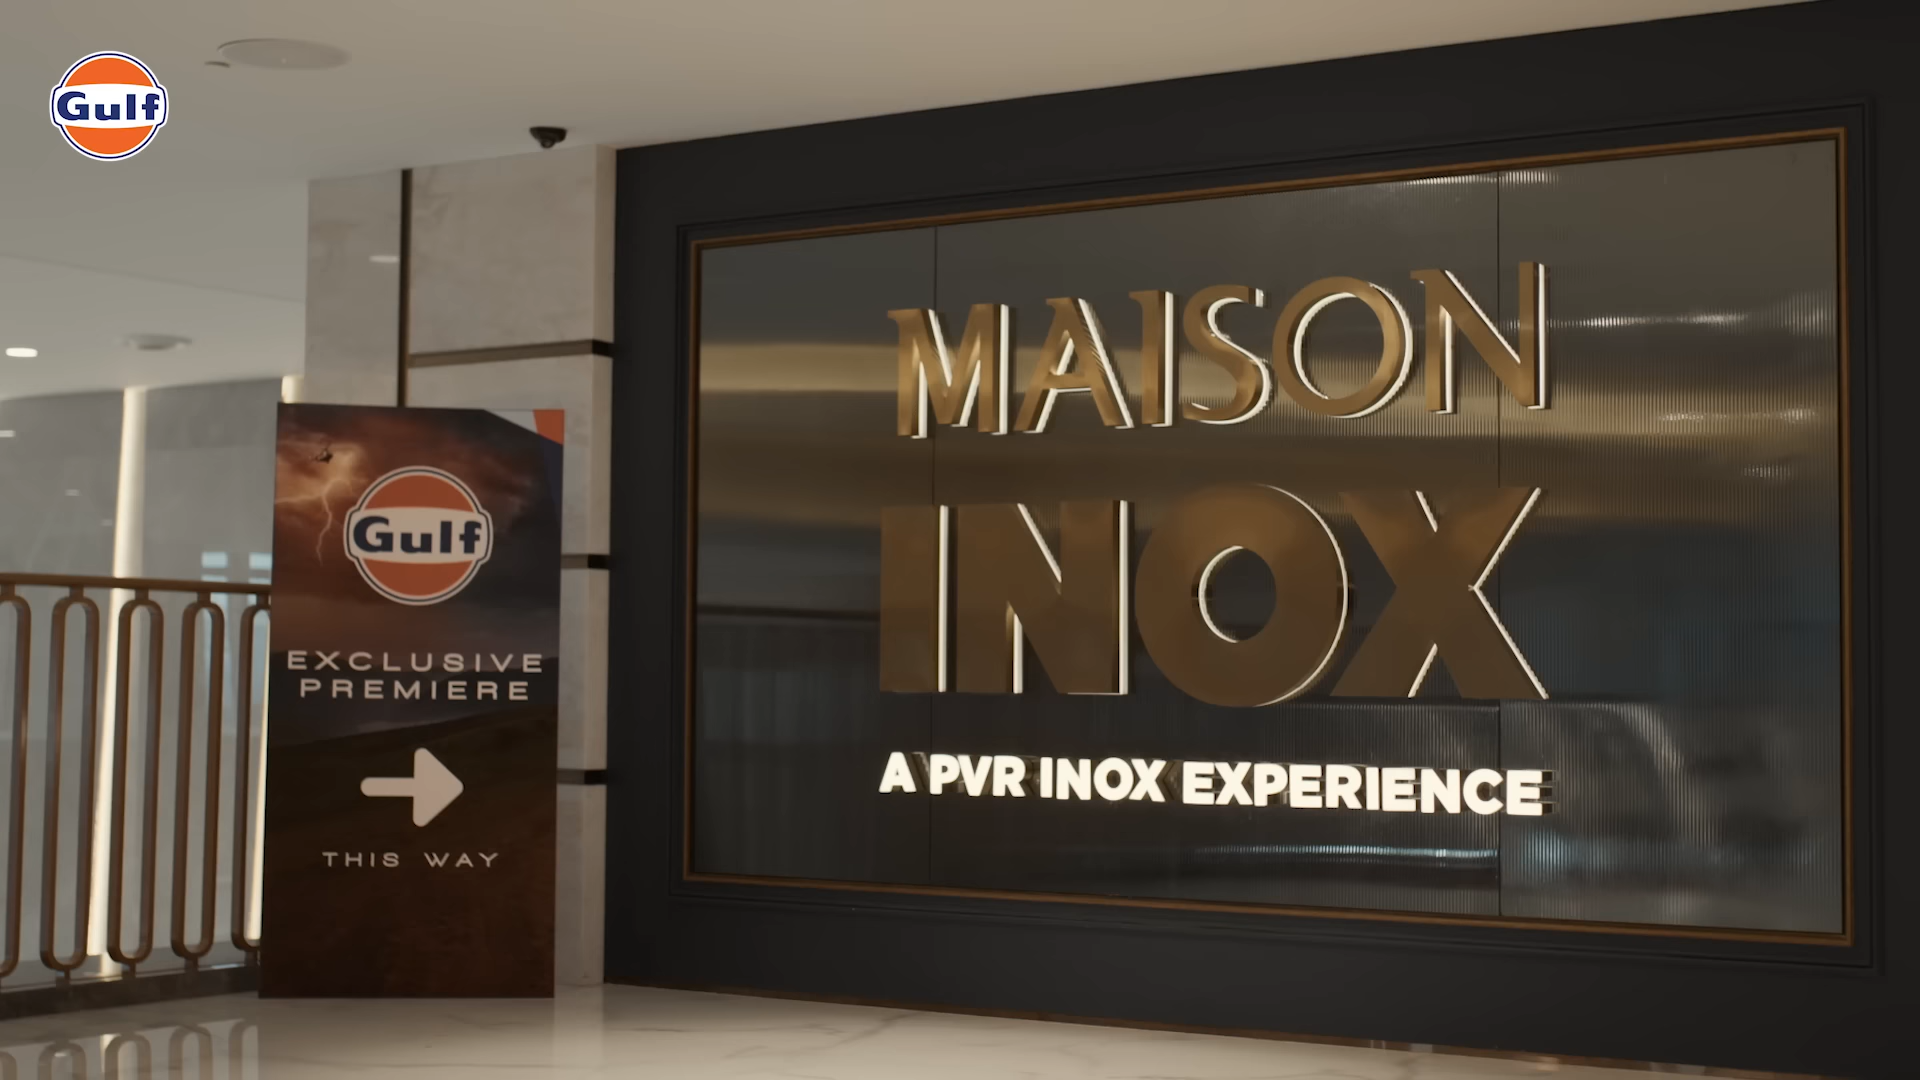 Gulf
Gulf
EXCLUSIVE
PREMIERE
THIS WAY
MAISON
INOX
A PVR INOX EXPERIENCE